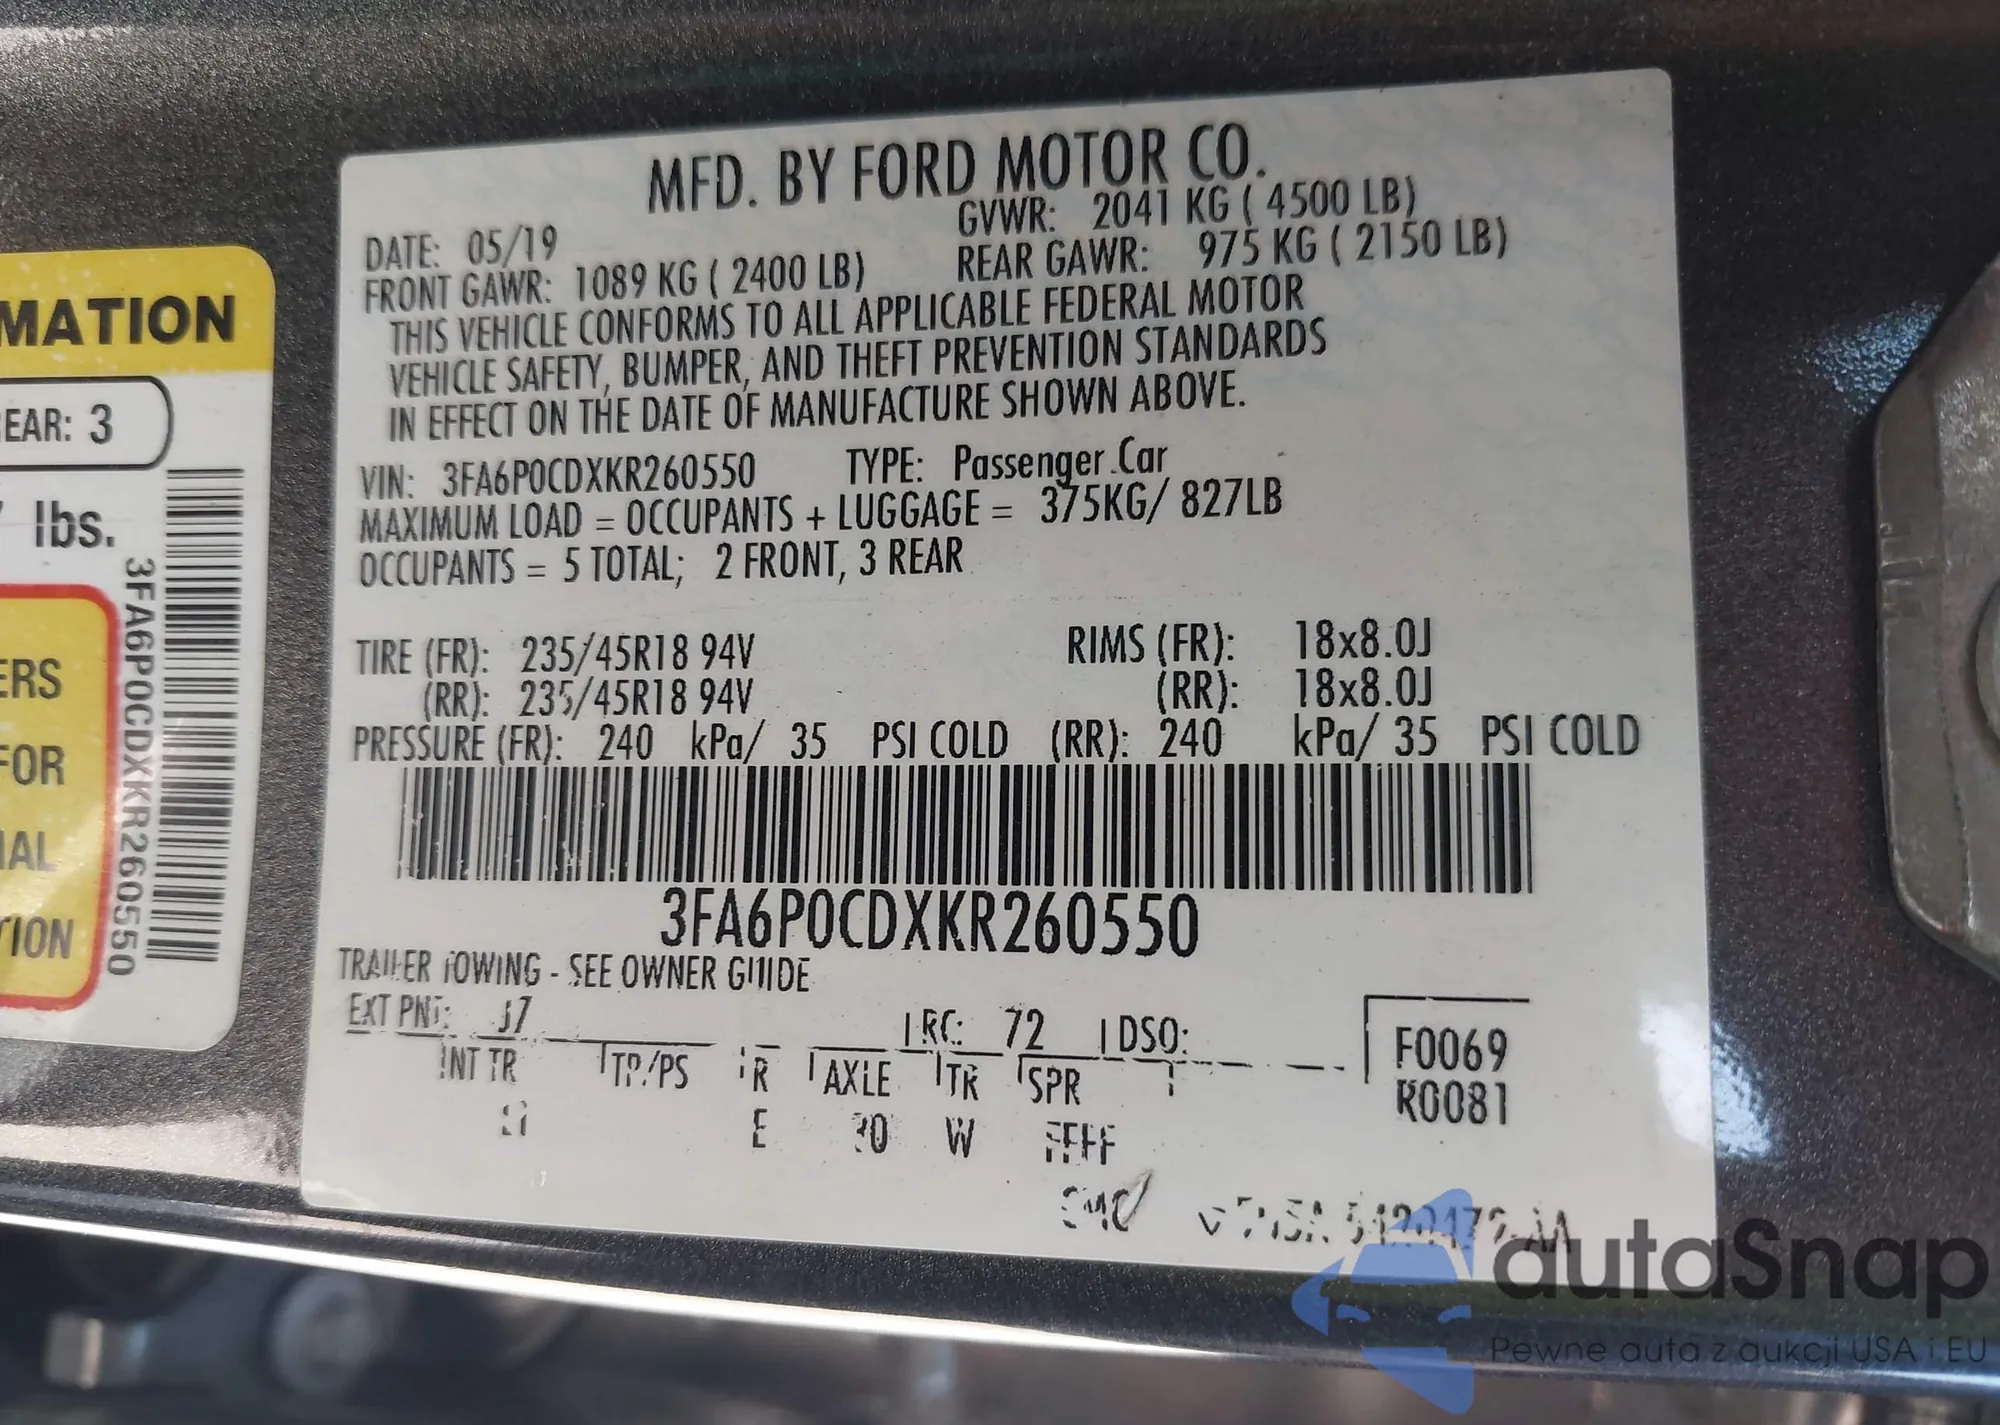 MFD. BY FORD MOTOR CO.
DATE: 05/19 GVWR: 2041 KG ( 4500 LB)
FRONT GAWR: 1089 KG ( 2400 LB) REAR GAWR: 975 KG ( 2150 LB)
THIS VEHICLE CONFORMS TO ALL APPLICABLE FEDERAL MOTOR
VEHICLE SAFETY, BUMPER, AND THEFT PREVENTION STANDARDS
IN EFFECT ON THE DATE OF MANUFACTURE SHOWN ABOVE.
VIN: 3FA6P0CDXKR260550 TYPE: Passenger Car
MAXIMUM LOAD = OCCUPANTS + LUGGAGE = 375KG/ 827LB
OCCUPANTS = 5 TOTAL; 2 FRONT, 3 REAR
TIRE (FR): 235/45R18 94V RIMS (FR): 18x8.0J
(RR): 235/45R18 94V (RR): 18x8.0J
PRESSURE (FR): 240 kPa/ 35 PSI COLD (RR): 240 kPa/ 35 PSI COLD
3FA6P0CDXKR260550
TRAILER TOWING - SEE OWNER GUIDE
EXT PNT: RC: 72 DSO:
INT TR TP/PS R AXLE TR SPR
E W FFFF
F0069
R0081
MATION
EAR: 3
lbs.
ERS
FOR
IAL
TION
3FA6P0CDXKR260550
autoSnap
Pewne auta z aukcji USA i EU